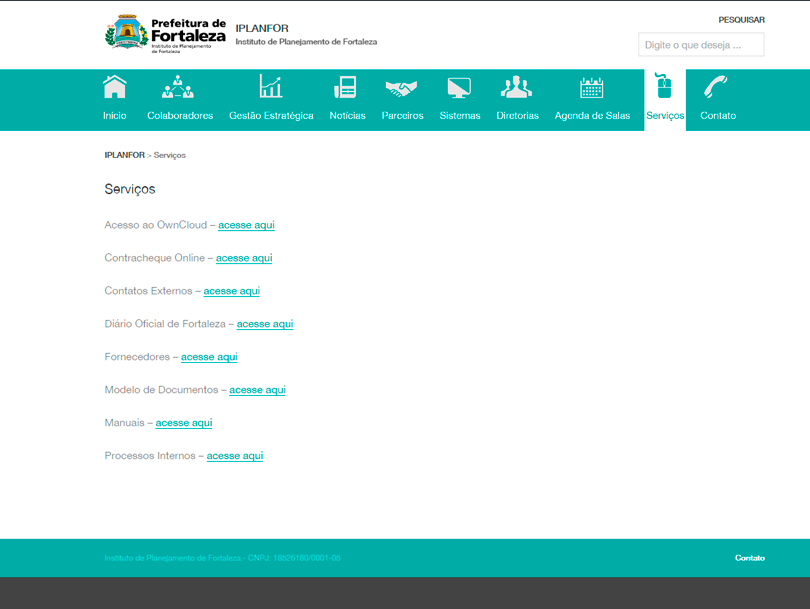 Prefeitura de
Fortaleza
Instituto de Planejamento
de Fortaleza
IPLANFOR
Instituto de Planejamento de Fortaleza
PESQUISAR
Digite o que deseja ...
Início
Colaboradores
Gestão Estratégica
Notícias
Parceiros
Sistemas
Diretorias
Agenda de Salas
Serviços
Contato
IPLANFOR > Serviços
Serviços
Acesso ao OwnCloud – acesse aqui
Contracheque Online – acesse aqui
Contatos Externos – acesse aqui
Diário Oficial de Fortaleza – acesse aqui
Fornecedores – acesse aqui
Modelo de Documentos – acesse aqui
Manuais – acesse aqui
Processos Internos – acesse aqui
Instituto de Planejamento de Fortaleza - CNPJ: 18626180/0001-05
Contato